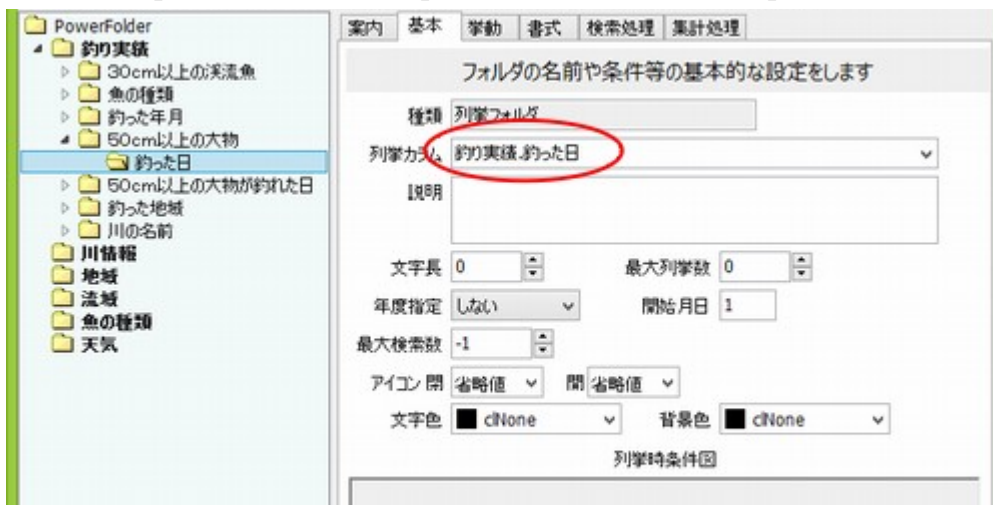 PowerFolder
釣り実績
30cm以上の渓流魚
魚の種類
釣った年月
50cm以上の大物
釣った日
50cm以上の大物が釣れた日
釣った地域
川の名前
川情報
地域
流域
魚の種類
天気
案内 基本 挙動 書式 検索処理 集計処理
フォルダの名前や条件等の基本的な設定をします
種類 列挙フォルダ
列挙カラム 釣り実績.釣った日
説明
文字長 0 最大列挙数 0
年度指定 しない 開始月日 1
最大検索数 -1
アイコン 閉 省略値 開 省略値
文字色 clNone 背景色 clNone
列挙時条件図